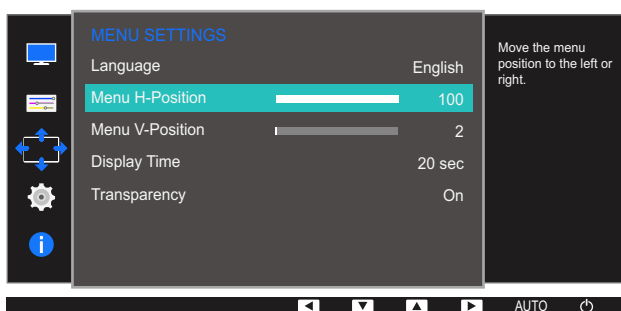 MENU SETTINGS
Language English
Menu H-Position 100
Menu V-Position 2
Display Time 20 sec
Transparency On
Move the menu
position to the left or
right.
i
AUTO